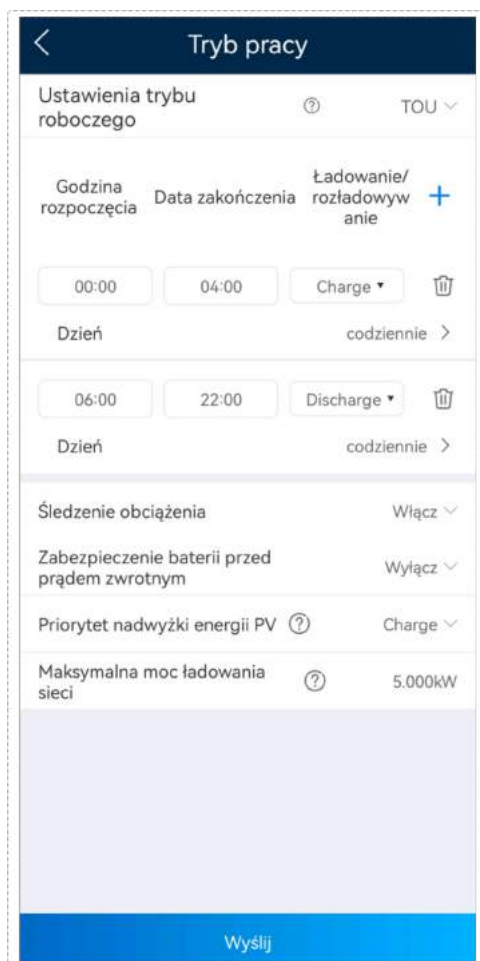 Tryb pracy
Ustawienia trybu
roboczego
TOU
Godzina
rozpoczęcia
Data zakończenia
Ładowanie/
rozładowyw
anie
00:00 04:00 Charge
Dzień codziennie
06:00 22:00 Discharge
Dzień codziennie
Śledzenie obciążenia Włącz
Zabezpieczenie baterii przed
prądem zwrotnym
Wyłącz
Priorytet nadwyżki energii PV Charge
Maksymalna moc ładowania
sieci
5.000kW
Wyślij